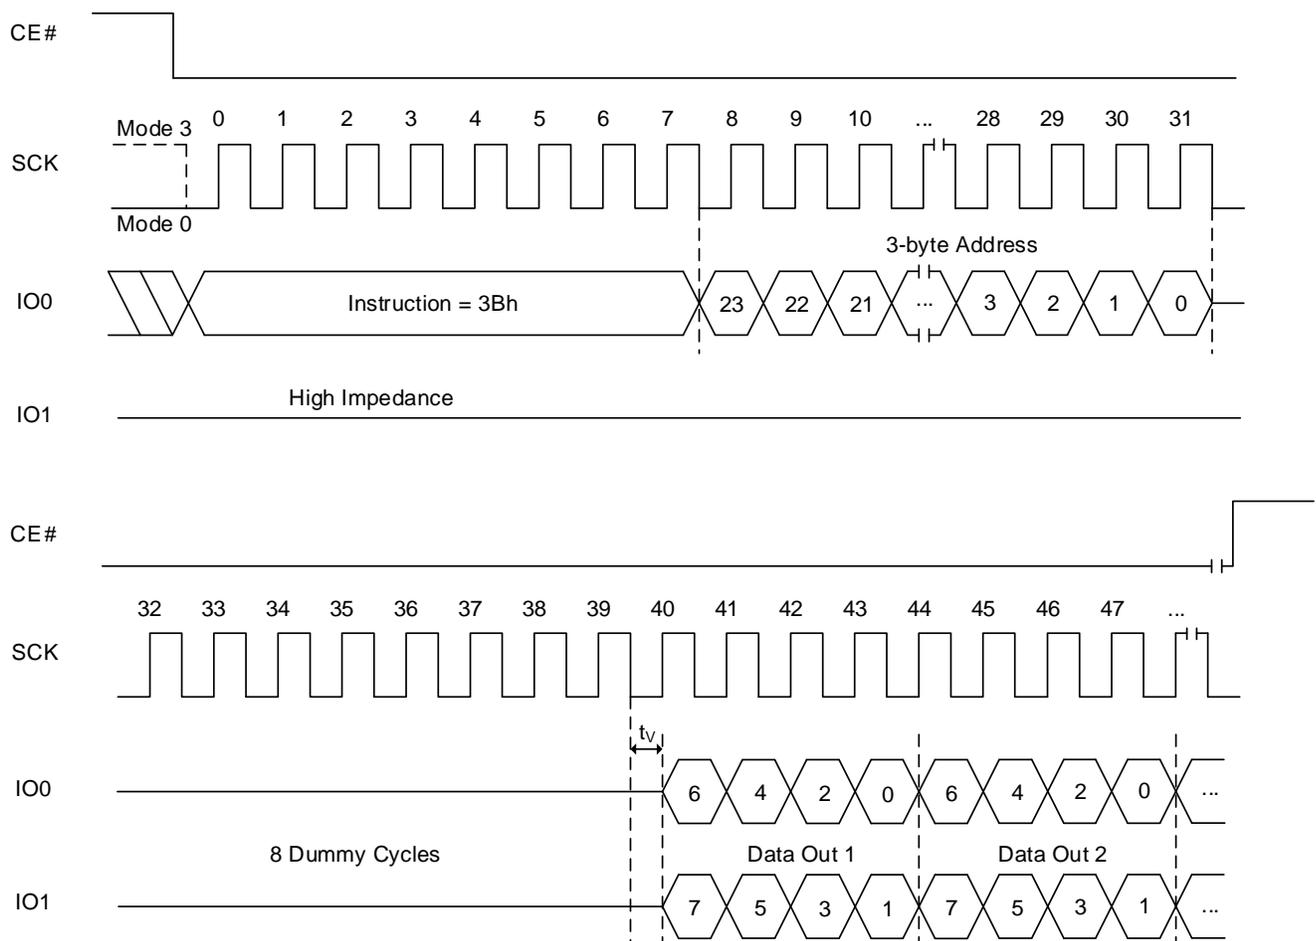 CE#
Mode 3 0 1 2 3 4 5 6 7 8 9 10 ... 28 29 30 31
SCK
Mode 0
3-byte Address
IO0 Instruction = 3Bh 23 22 21 ... 3 2 1 0
High Impedance
IO1
CE#
32 33 34 35 36 37 38 39 40 41 42 43 44 45 46 47 ...
SCK
tV
IO0 6 4 2 0 6 4 2 0 ...
8 Dummy Cycles Data Out 1 Data Out 2
IO1 7 5 3 1 7 5 3 1 ...